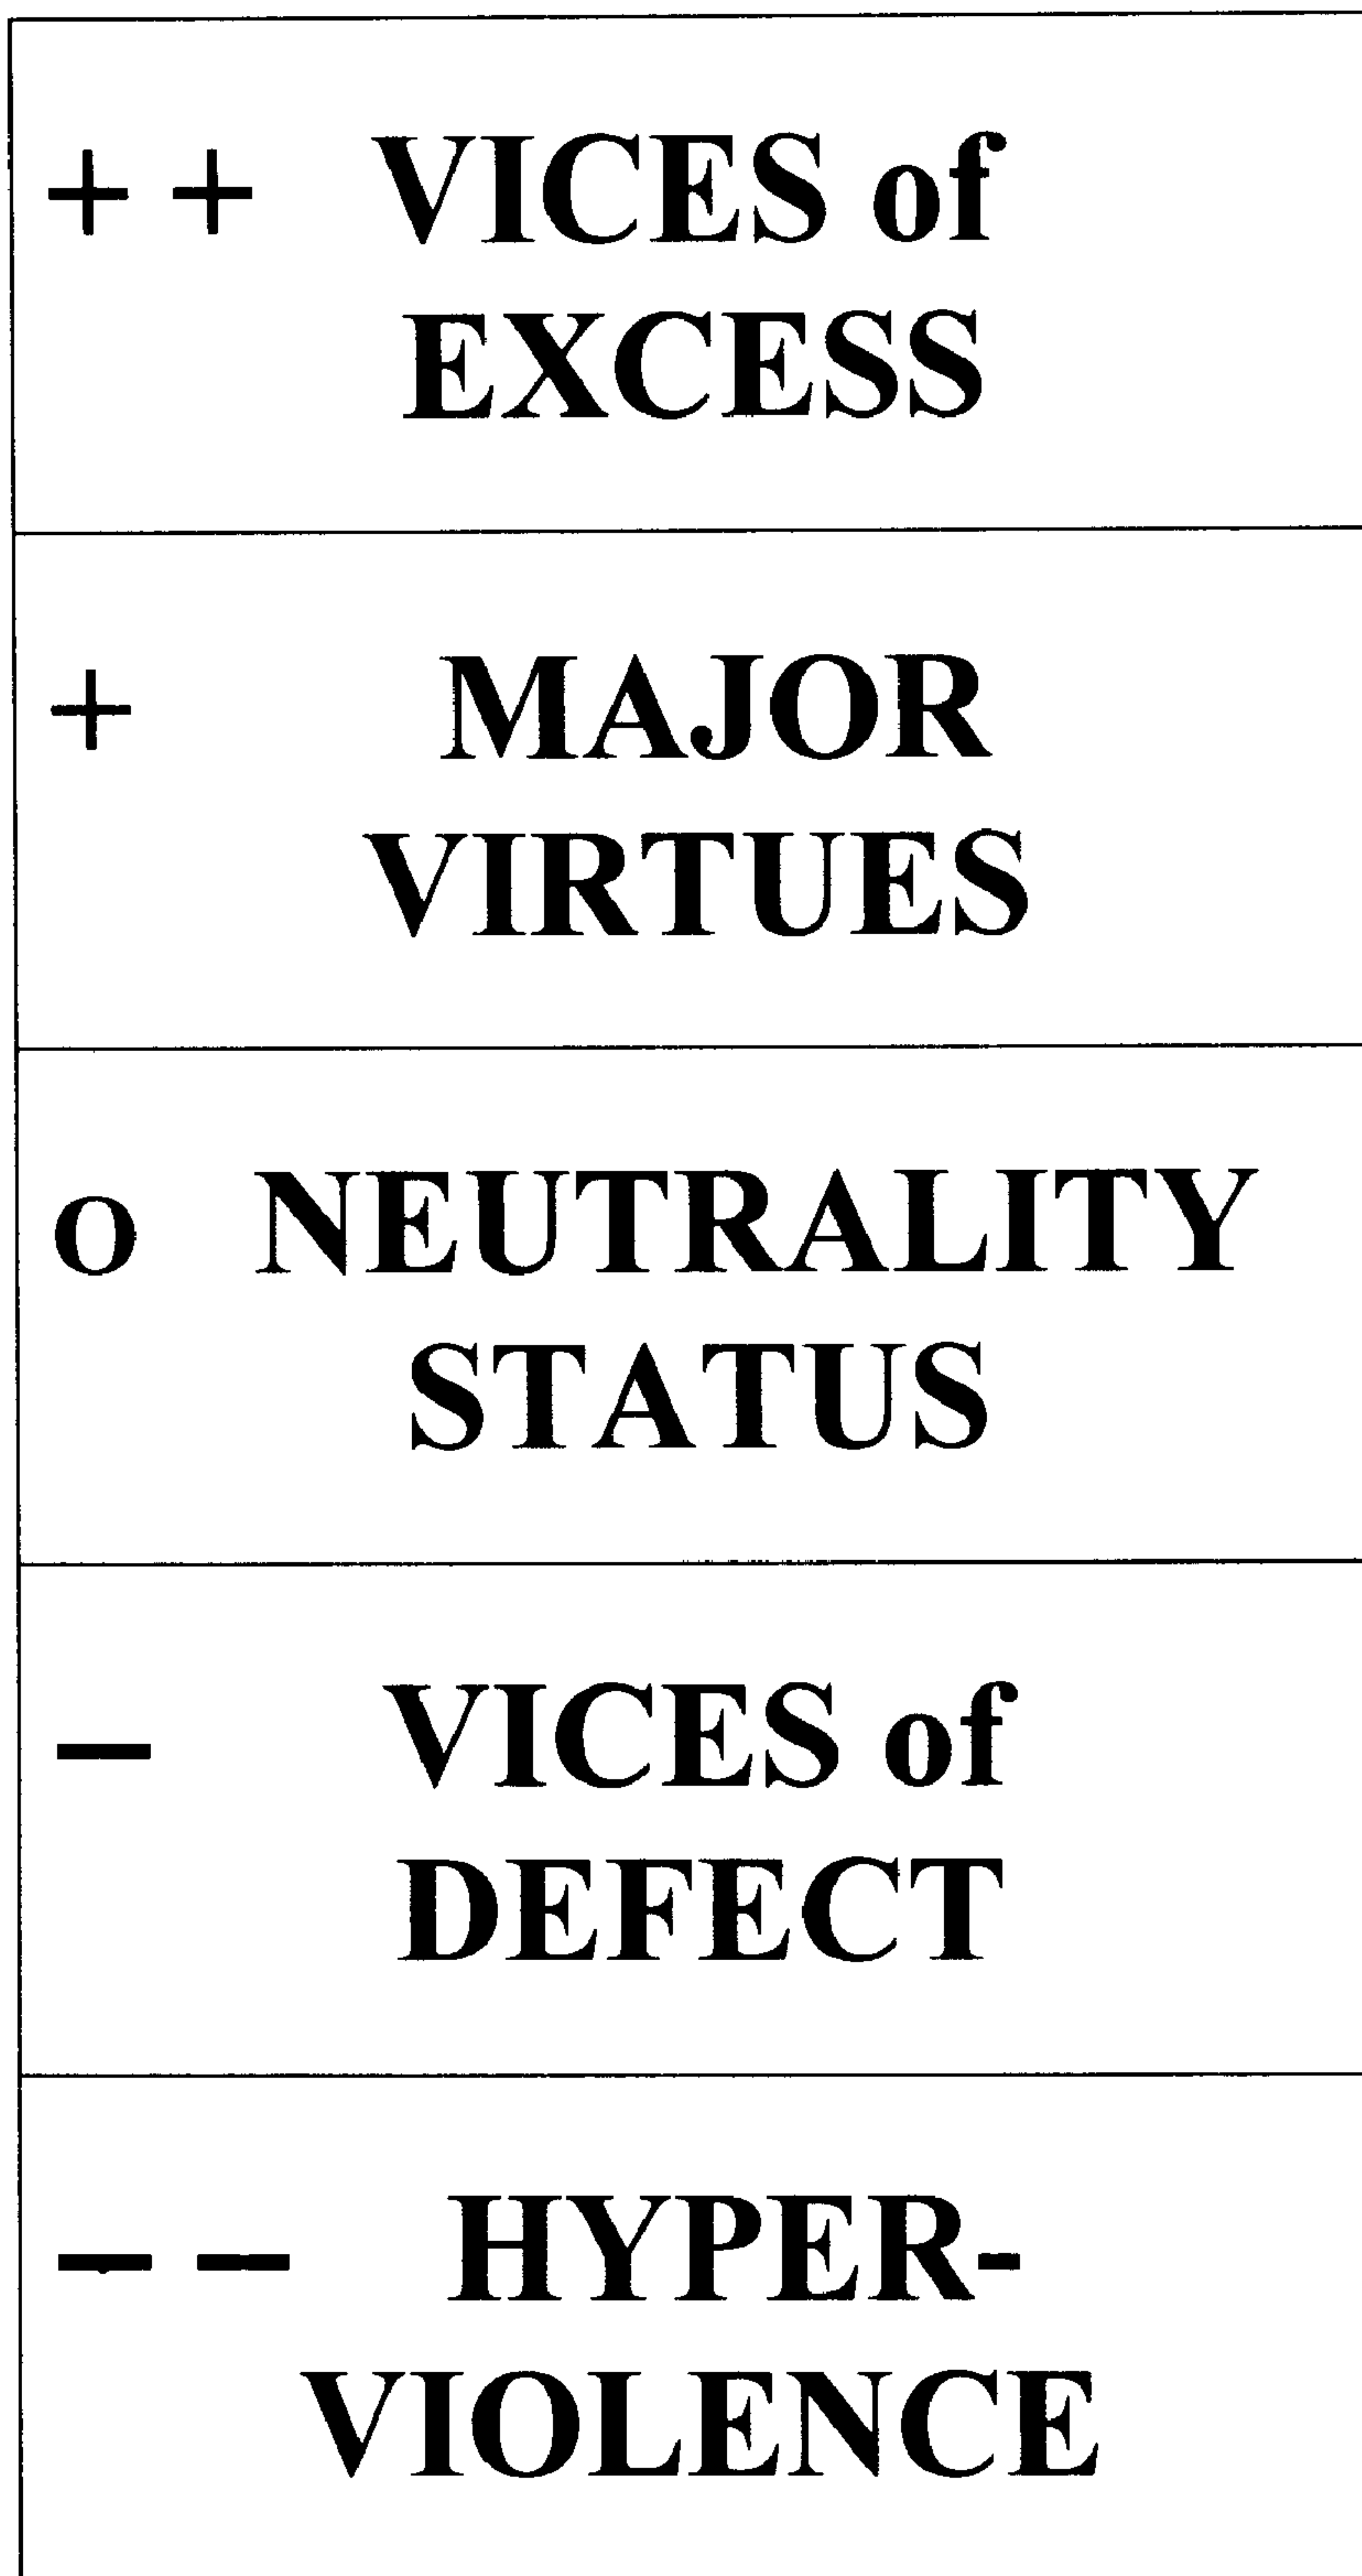 + + VICES of
EXCESS
+ MAJOR
VIRTUES
o NEUTRALITY
STATUS
— VICES of
DEFECT
— — HYPER-
VIOLENCE